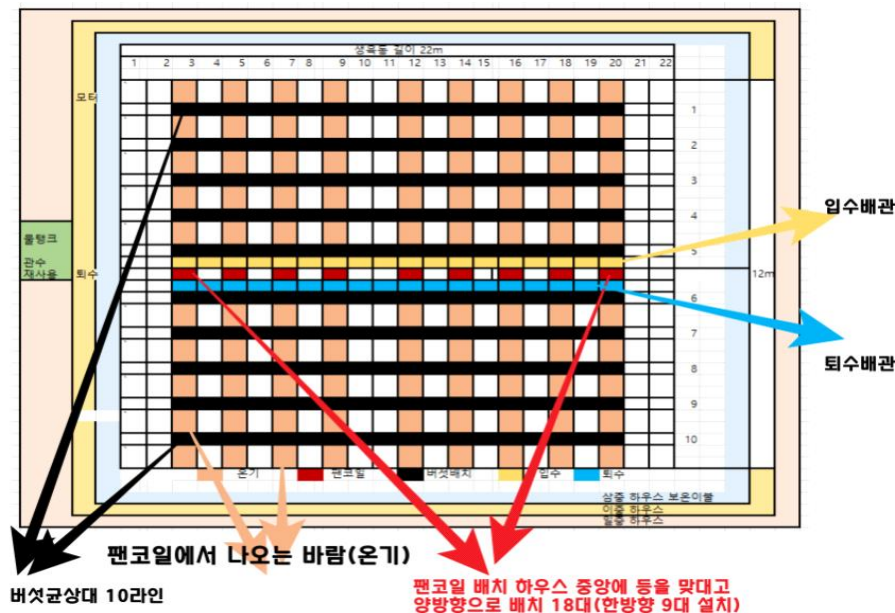 생육동 길이 22m
1 2 3 4 5 6 7 8 9 10 11 12 13 14 15 16 17 18 19 20 21 22
모터
1
2
3
4
입수배관
물탱크
5
관수
재사용
퇴수
12m
6
퇴수배관
7
8
9
10
온기 팬코일 버섯배치 입수 퇴수
삼중 하우스 보온이불
이중 하우스
일중 하우스
팬코일에서 나오는 바람(온기)
버섯균상대 10라인
팬코일 배치 하우스 중앙에 등을 맞대고
양방향으로 배치 18대(한방향 9대 설치)